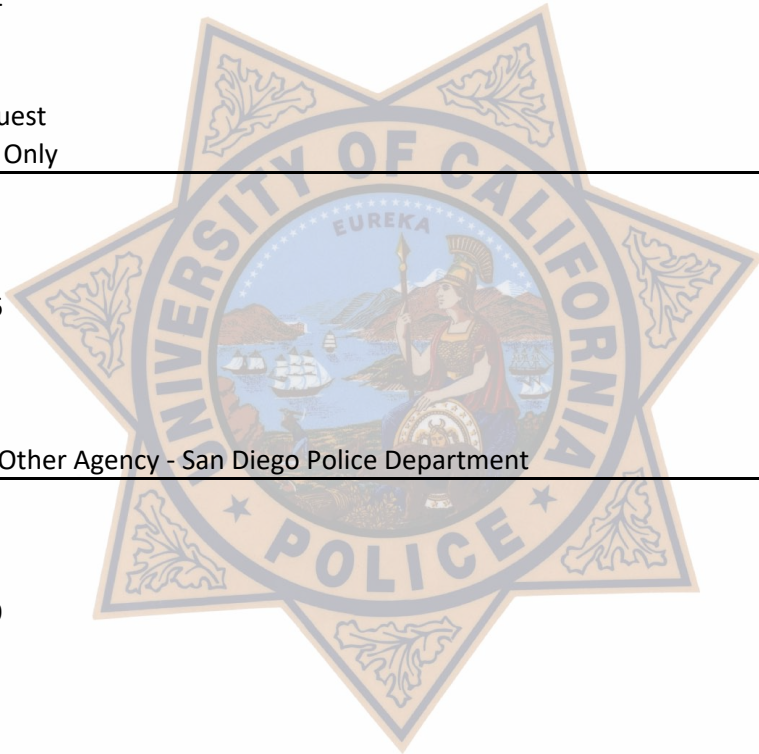 uest
Only
UNIVERSITY OF CALIFORNIA
EUREKA
Other Agency - San Diego Police Department
POLICE